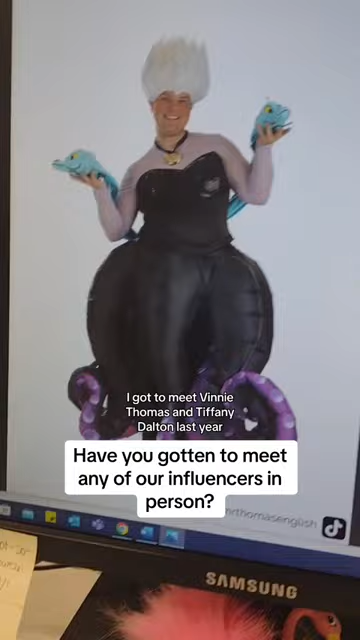 I got to meet Vinnie
Thomas and Tiffany
Dalton last year
Have you gotten to meet
any of our influencers in
person?
mrthomasenglish
SAMSUNG